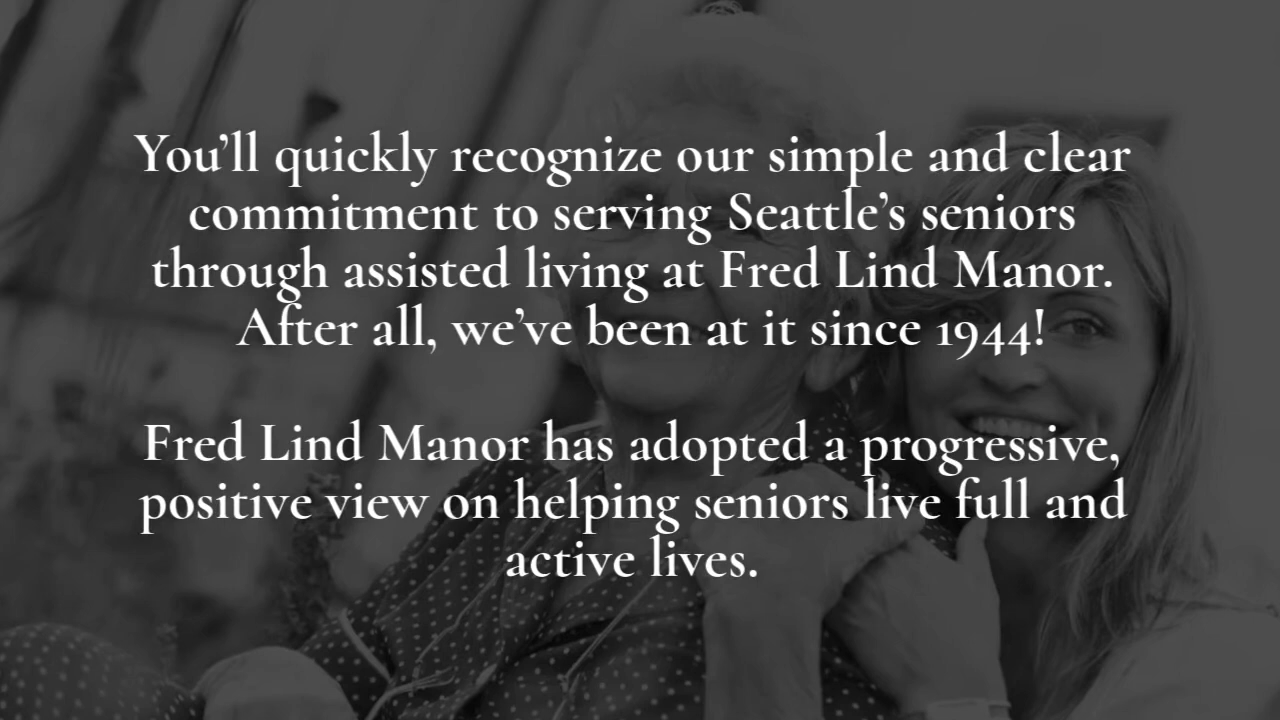 You’ll quickly recognize our simple and clear
commitment to serving Seattle’s seniors
through assisted living at Fred Lind Manor.
After all, we’ve been at it since 1944!
Fred Lind Manor has adopted a progressive,
positive view on helping seniors live full and
active lives.